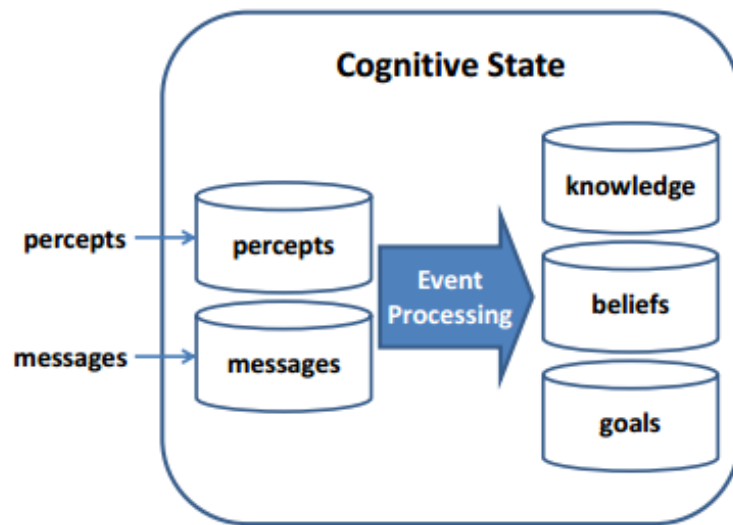 Cognitive State
knowledge
percepts
percepts
Event
Processing
beliefs
messages
messages
goals